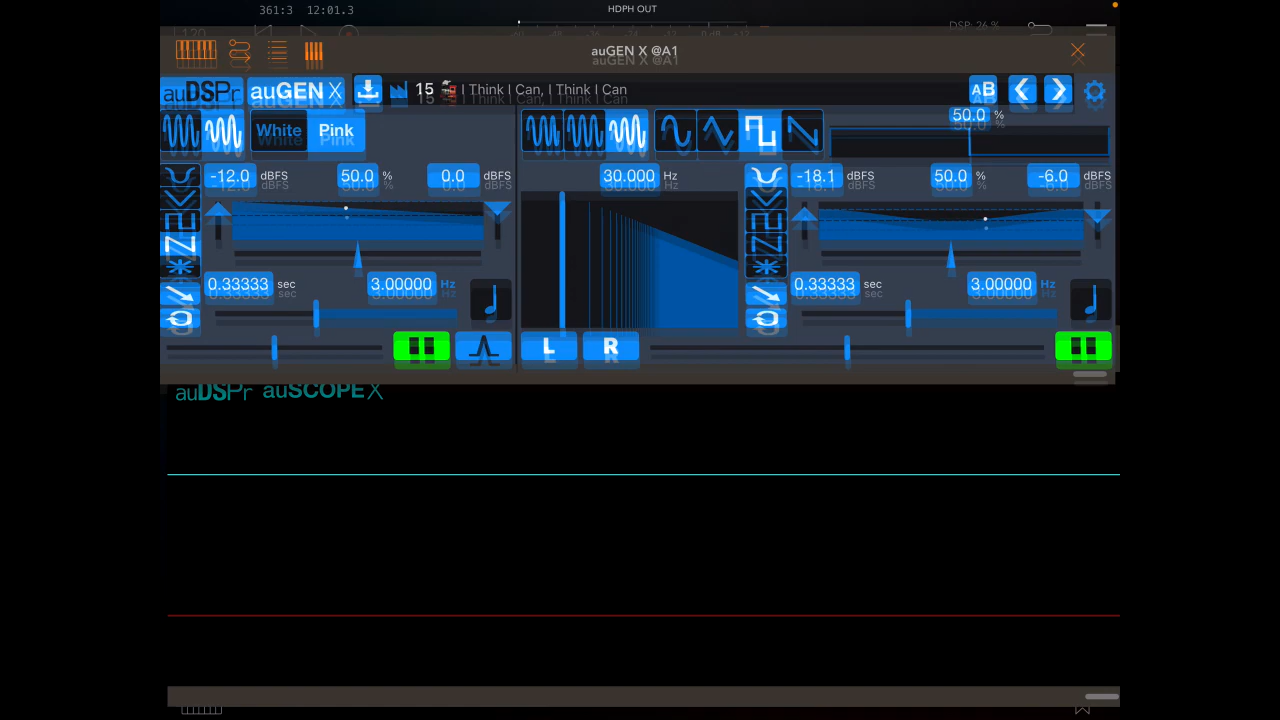 361:3 12:01.3 HDPH OUT
120 DSP: 26 %
auGEN X @A1
auDSPr auGEN X 15 I Think I Can, I Think I Can AB
White Pink 50.0 %
-12.0 dBFS 50.0 % 0.0 dBFS 30.000 Hz -18.1 dBFS 50.0 % -6.0 dBFS
0.33333 sec 3.00000 Hz 0.33333 sec 3.00000 Hz
L R
auDSPr auSCOPE X